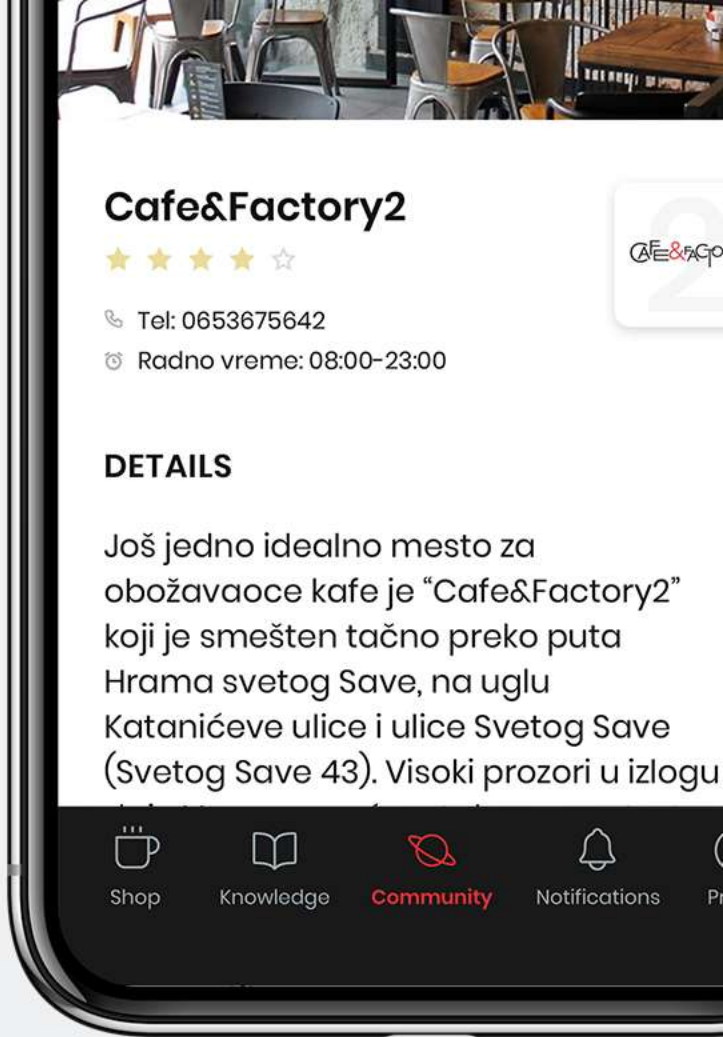 Cafe&Factory2
Tel: 0653675642
Radno vreme: 08:00-23:00
DETAILS
Još jedno idealno mesto za
obožavaoce kafe je “Cafe&Factory2”
koji je smešten tačno preko puta
Hrama svetog Save, na uglu
Katanićeve ulice i ulice Svetog Save
(Svetog Save 43). Visoki prozori u izlogu
Shop
Knowledge
Community
Notifications